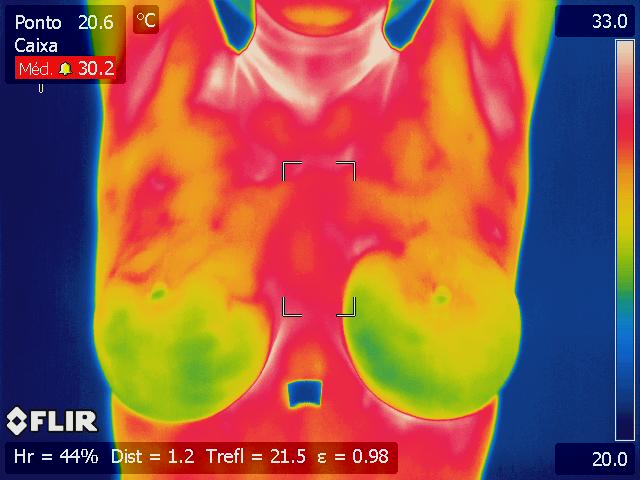 Ponto 20.6 °C
Caixa
Méd. 30.2
33.0
FLIR
Hr = 44% Dist = 1.2 Trefl = 21.5 ε = 0.98
20.0